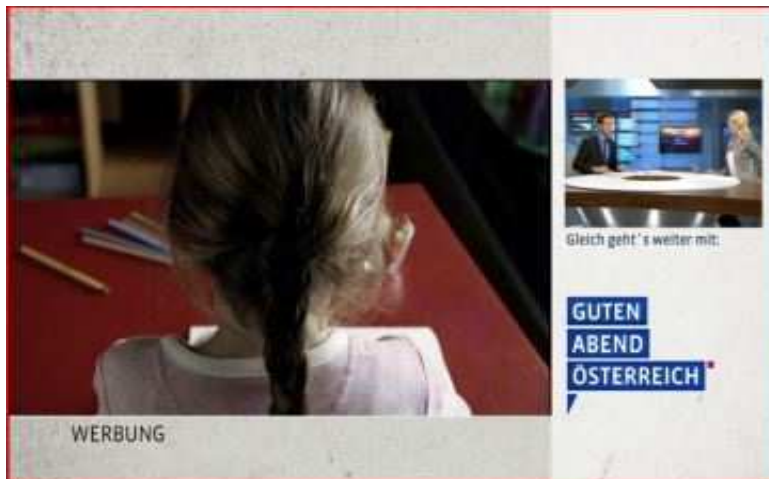 Gleich geht´s weiter mit:
GUTEN
ABEND
ÖSTERREICH
WERBUNG